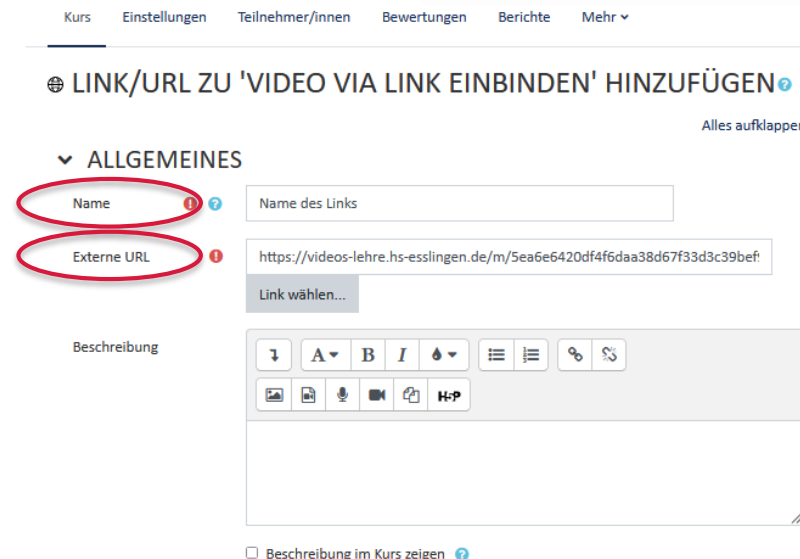 Kurs Einstellungen Teilnehmer/innen Bewertungen Berichte Mehr
LINK/URL ZU 'VIDEO VIA LINK EINBINDEN' HINZUFÜGEN
Alles aufklappen
ALLGEMEINES
Name Name des Links
Externe URL https://videos-lehre.hs-esslingen.de/m/5ea6e6420df4f6daa38d67f33d3c39bef
Link wählen...
Beschreibung
A B I
H5P
Beschreibung im Kurs zeigen